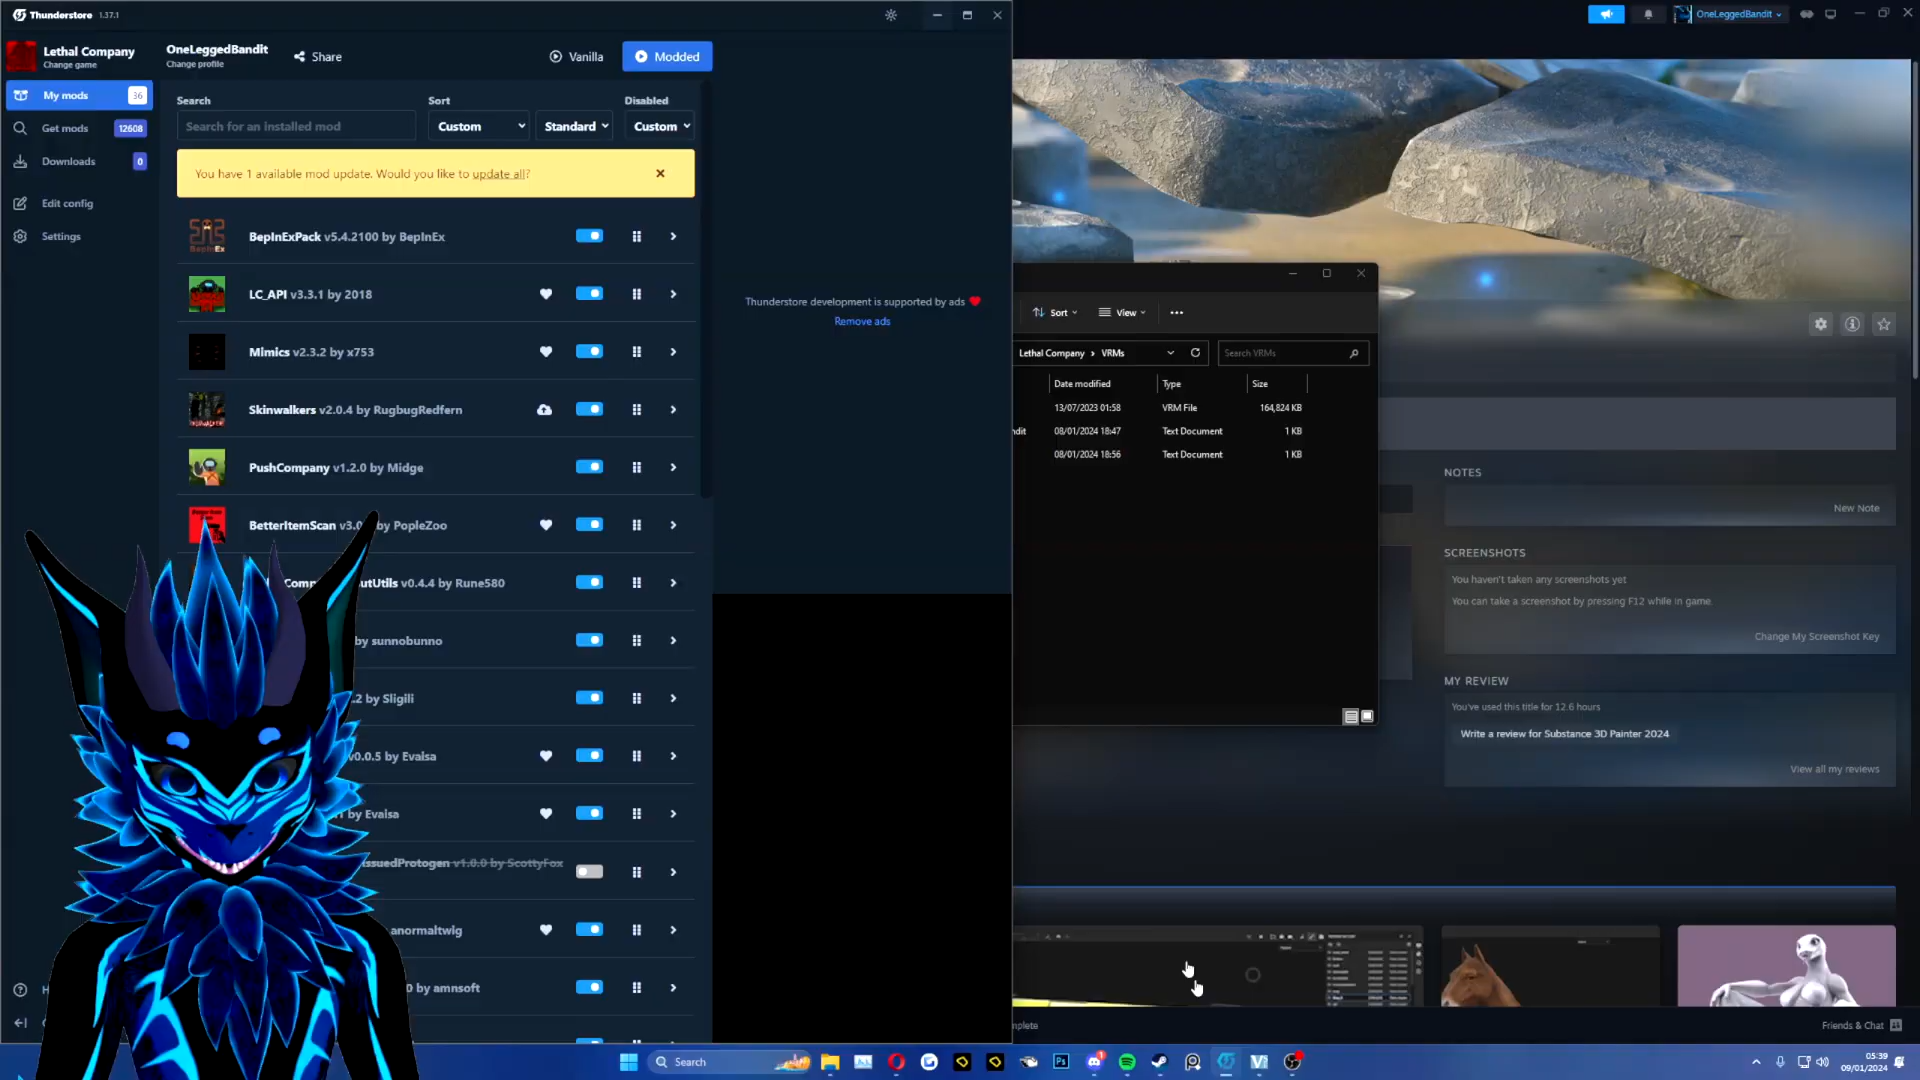 Thunderstore 1.37.1
Lethal Company
Change game
OneLeggedBandit
Change profile
Share
Vanilla
Modded
My mods 36
Get mods 12608
Downloads 0
Edit config
Settings
Search
Search for an installed mod
Sort
Custom
Standard
Disabled
Custom
You have 1 available mod update. Would you like to update all?
BepInExPack v5.4.2100 by BepInEx
LC_API v3.3.1 by 2018
Mimics v2.3.2 by x753
Skinwalkers v2.0.4 by RugbugRedfern
PushCompany v1.2.0 by Midge
BetterItemScan v3.0 by PopleZoo
utUtils v0.4.4 by Rune580
by sunnobunno
.2 by Sligili
v0.0.5 by Evaisa
by Evaisa
ssuedProtogen v1.0.0 by ScottyFox
anormaltwig
0 by amnsoft
Thunderstore development is supported by ads
Remove ads
OneLeggedBandit
Sort
View
Lethal Company > VRMs
Search VRMs
Date modified
Type
Size
13/07/2023 01:58
VRM File
164,824 KB
ndit
08/01/2024 18:47
Text Document
1 KB
08/01/2024 18:56
Text Document
1 KB
NOTES
New Note
SCREENSHOTS
You haven't taken any screenshots yet
You can take a screenshot by pressing F12 while in game.
Change My Screenshot Key
MY REVIEW
You've used this title for 12.6 hours
Write a review for Substance 3D Painter 2024
View all my reviews
mplete
Friends & Chat
Search
05:39
09/01/2024